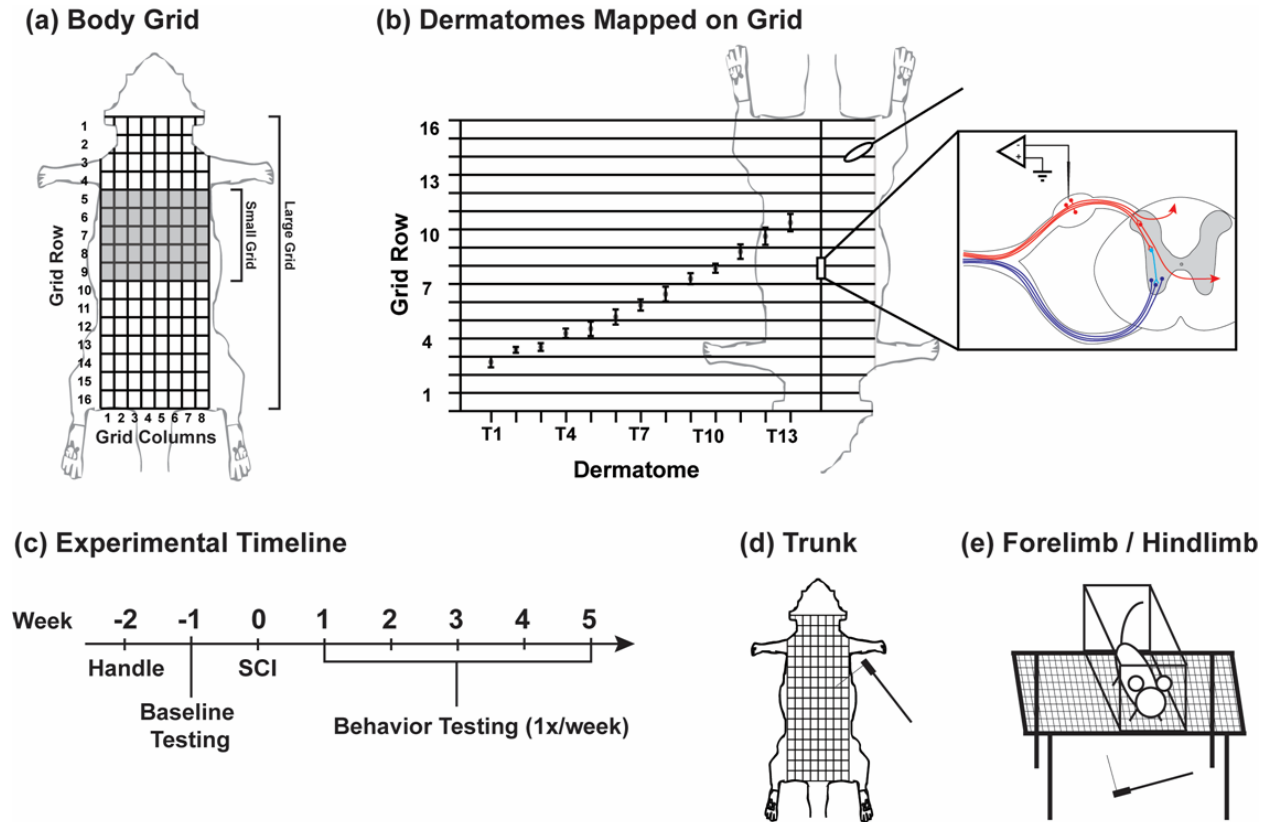 (a) Body Grid
1
2
3
4
5
6
7
8
9
10
11
12
13
14
15
16
Grid Row
Small Grid
Large Grid
1 2 3 4 5 6 7 8
Grid Columns
(b) Dermatomes Mapped on Grid
16
13
10
7
4
1
Grid Row
T1 T4 T7 T10 T13
Dermatome
-
+
(c) Experimental Timeline
Week -2 -1 0 1 2 3 4 5
Handle SCI
Baseline
Testing
Behavior Testing (1x/week)
(d) Trunk
(e) Forelimb / Hindlimb